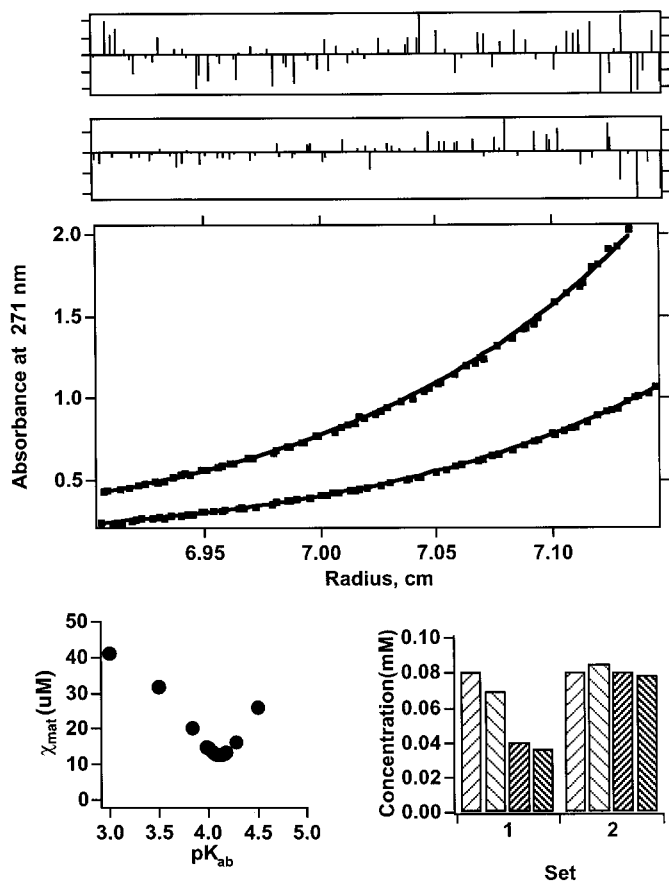 Absorbance at 271 nm
2.0
1.5
1.0
0.5
6.95 7.00 7.05 7.10
Radius, cm
χmat (uM)
50
40
30
20
10
0
3.0 3.5 4.0 4.5 5.0
pKab
Concentration(mM)
0.10
0.08
0.06
0.04
0.02
0.00
1 2
Set